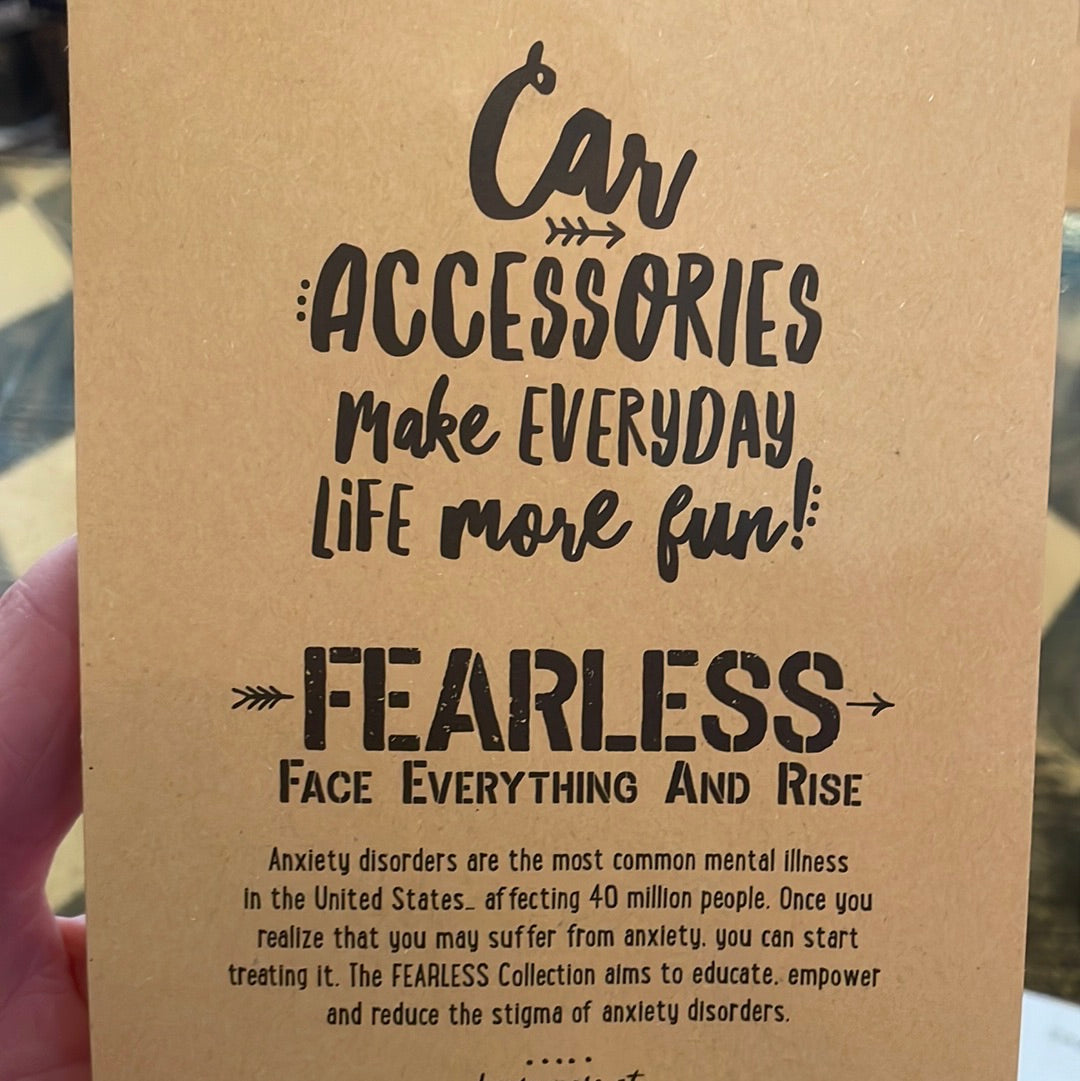 Car
ACCESSORIES
make EVERYDAY
LiFE more fun!
FEARLESS
FACE EVERYTHING AND RISE
Anxiety disorders are the most common mental illness
in the United States_ affecting 40 million people. Once you
realize that you may suffer from anxiety. you can start
treating it. The FEARLESS Collection aims to educate. empower
and reduce the stigma of anxiety disorders.